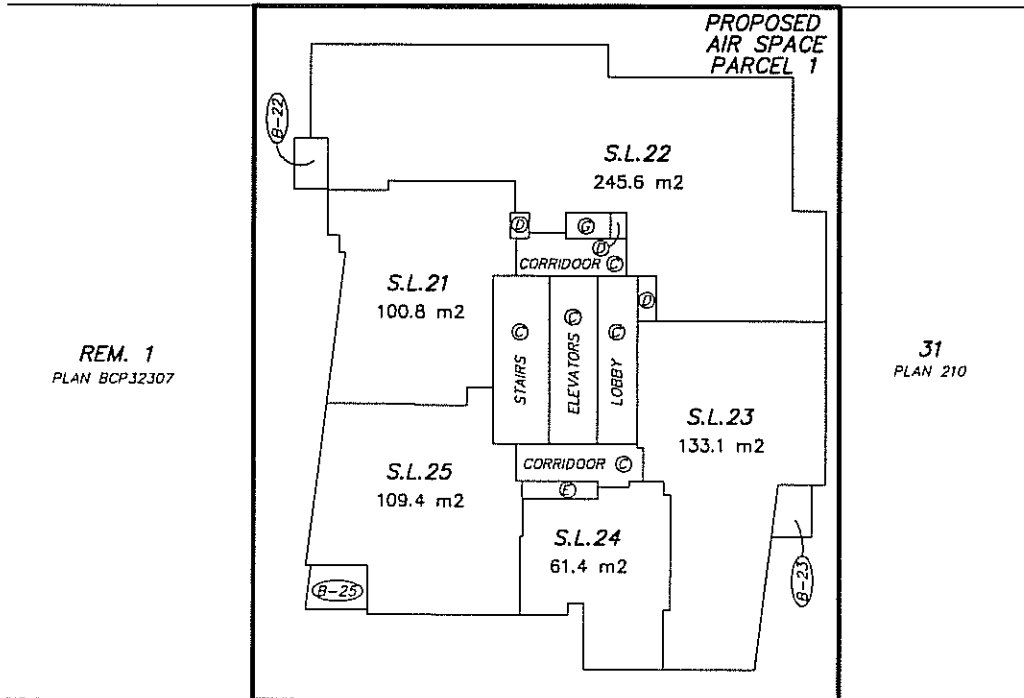 PROPOSED
AIR SPACE
PARCEL 1
B-22
S.L.22
245.6 m2
D
G
D
CORRIDOOR C
S.L.21
100.8 m2
D
REM. 1
PLAN BCP32307
STAIRS C
ELEVATORS C
LOBBY C
31
PLAN 210
S.L.23
133.1 m2
CORRIDOOR C
S.L.25
109.4 m2
E
S.L.24
61.4 m2
B-25
B-23